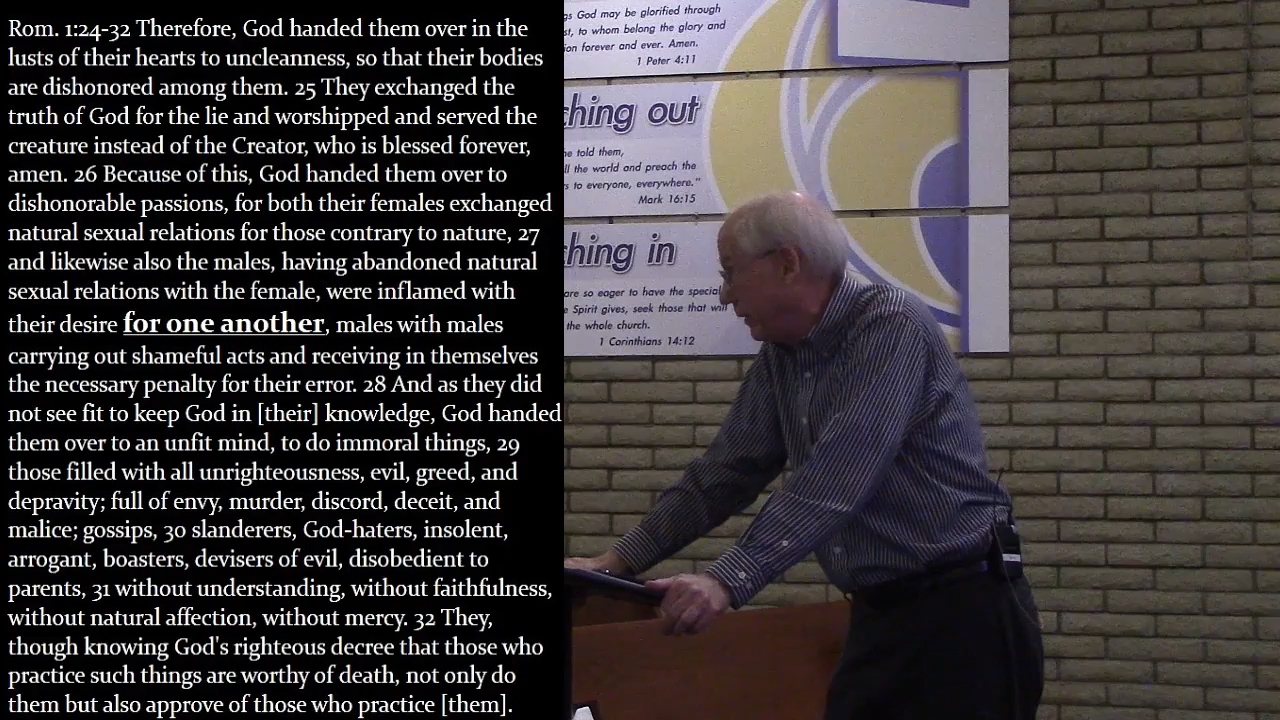 Rom. 1:24-32 Therefore, God handed them over in the
lusts of their hearts to uncleanness, so that their bodies
are dishonored among them. 25 They exchanged the
truth of God for the lie and worshipped and served the
creature instead of the Creator, who is blessed forever,
amen. 26 Because of this, God handed them over to
dishonorable passions, for both their females exchanged
natural sexual relations for those contrary to nature, 27
and likewise also the males, having abandoned natural
sexual relations with the female, were inflamed with
their desire for one another, males with males
carrying out shameful acts and receiving in themselves
the necessary penalty for their error. 28 And as they did
not see fit to keep God in [their] knowledge, God handed
them over to an unfit mind, to do immoral things, 29
those filled with all unrighteousness, evil, greed, and
depravity; full of envy, murder, discord, deceit, and
malice; gossips, 30 slanderers, God-haters, insolent,
arrogant, boasters, devisers of evil, disobedient to
parents, 31 without understanding, without faithfulness,
without natural affection, without mercy. 32 They,
though knowing God's righteous decree that those who
practice such things are worthy of death, not only do
them but also approve of those who practice [them].
gs God may be glorified through
st, to whom belong the glory and
ion forever and ever. Amen.
1 Peter 4:11
ching out
he told them,
ll the world and preach the
s to everyone, everywhere."
Mark 16:15
ching in
are so eager to have the special
e Spirit gives, seek those that will
the whole church.
1 Corinthians 14:12